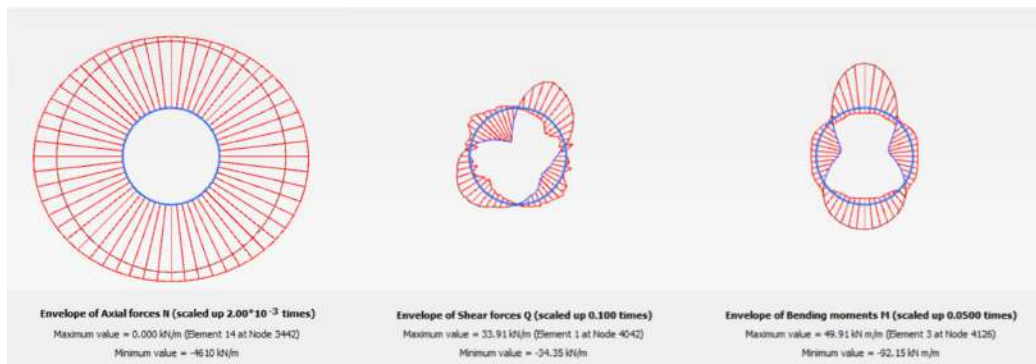 Envelope of Axial forces N (scaled up 2.00*10 -3 times)
Maximum value = 0.000 kN/m (Element 14 at Node 3442)
Minimum value = -4610 kN/m
Envelope of Shear forces Q (scaled up 0.100 times)
Maximum value = 33.91 kN/m (Element 1 at Node 4042)
Minimum value = -34.35 kN/m
Envelope of Bending moments M (scaled up 0.0500 times)
Maximum value = 49.91 kN m/m (Element 3 at Node 4126)
Minimum value = -92.15 kN m/m